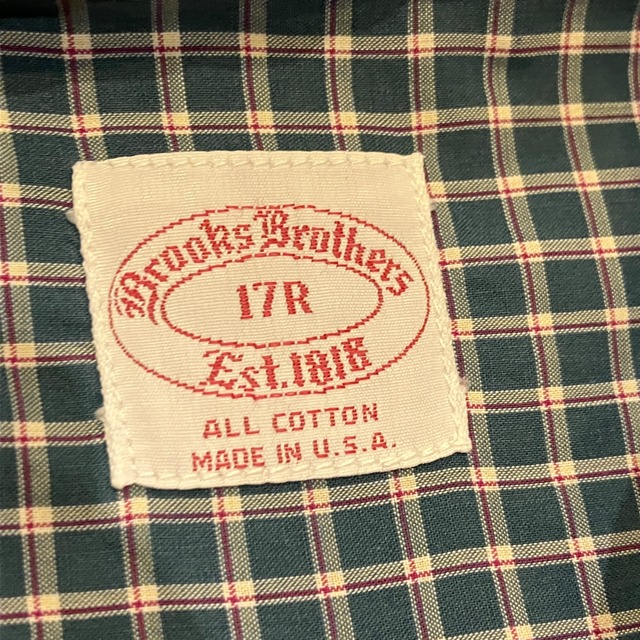 Brooks Brothers
17R
Est. 1818
ALL COTTON
MADE IN U.S.A.